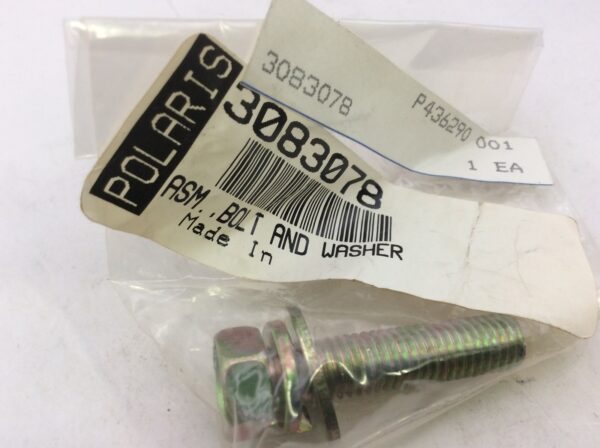 3083078 P436290 001
1 EA
POLARIS
3083078
ASM., BOLT AND WASHER
Made In